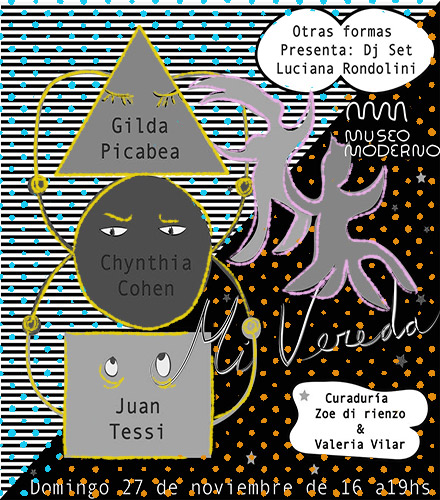 Otras formas
Presenta: Dj Set
Luciana Rondolini
MUSEO
MODERNO
Gilda
Picabea
Chynthia
Cohen
Mi Vereda
Juan
Tessi
Curaduría
Zoe di rienzo
&
Valeria Vilar
Domingo 27 de noviembre de 16 a19hs